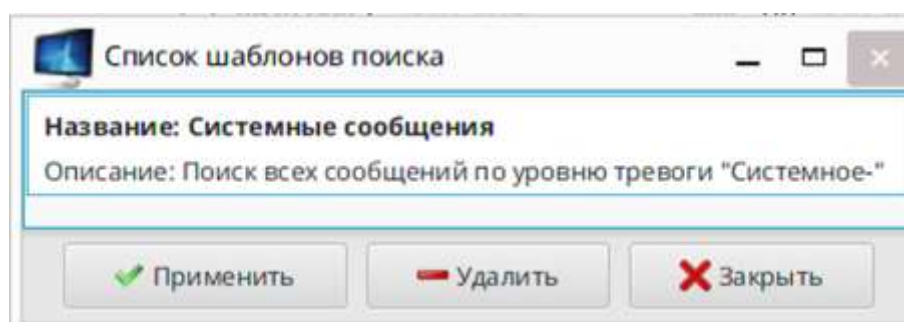 Список шаблонов поиска
Название: Системные сообщения
Описание: Поиск всех сообщений по уровню тревоги "Системное-"
Применить Удалить Закрыть